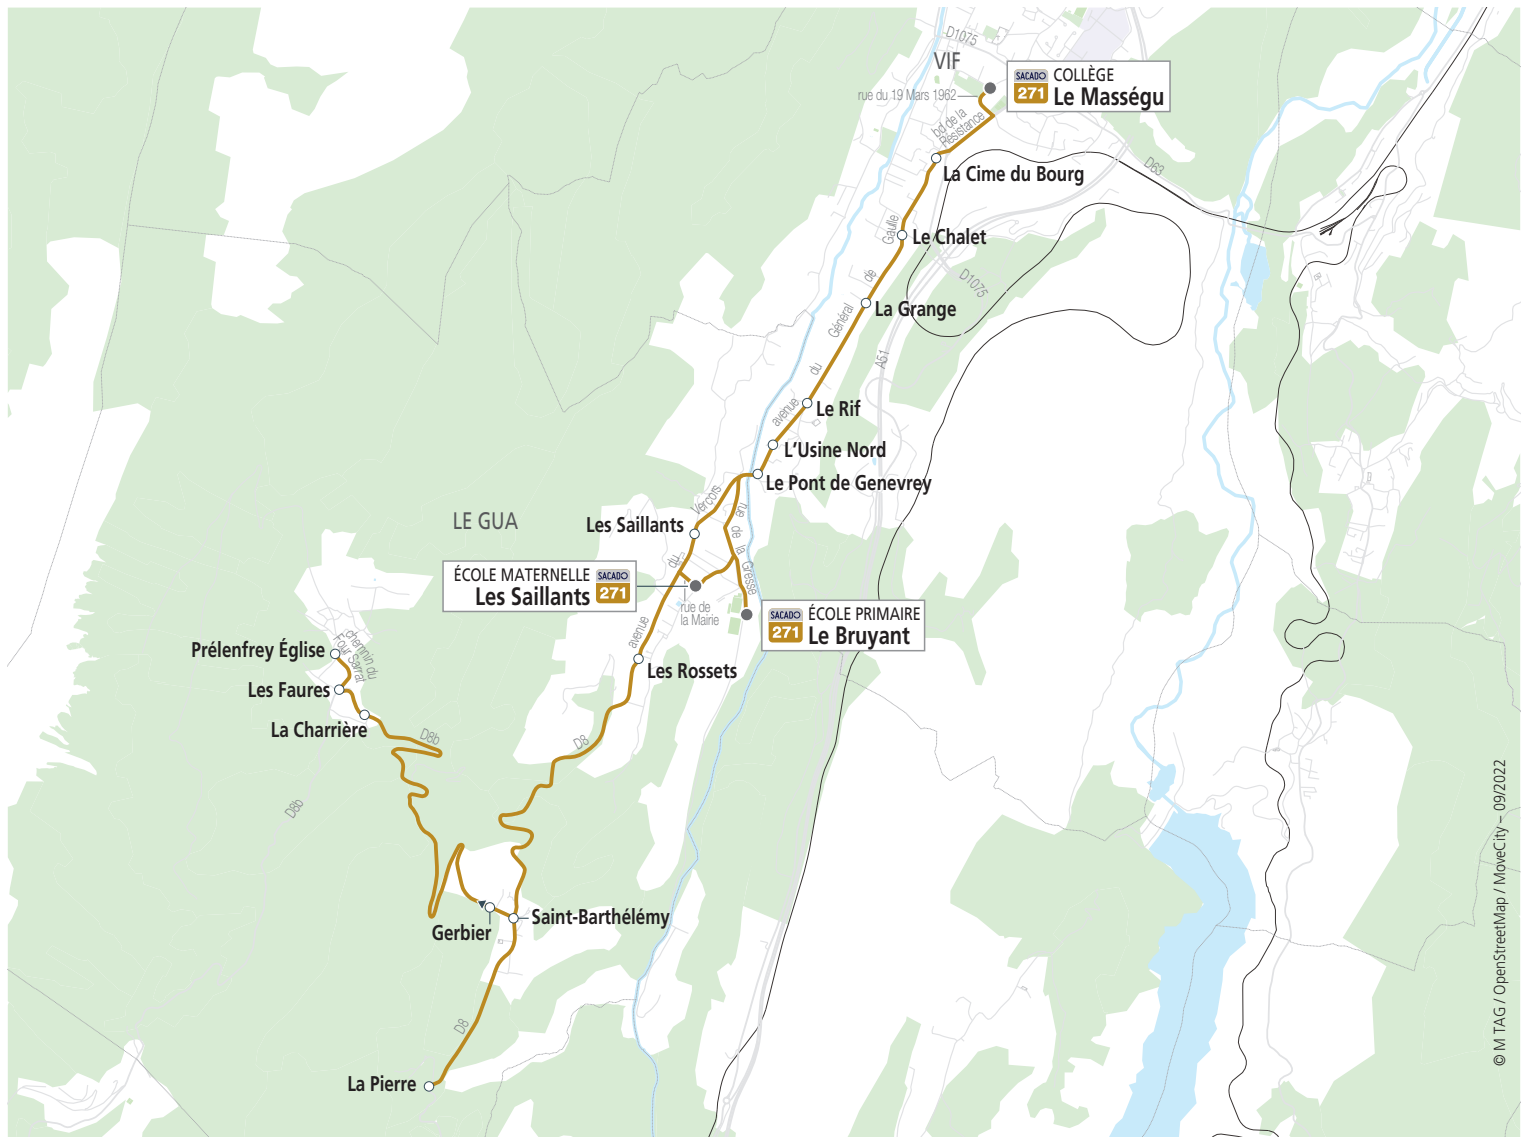 D1075
VIF
SACADO
271
COLLÈGE
Le Masségu
rue du 19 Mars 1962
bd de la
Résistance
La Cime du Bourg
D63
Le Chalet
D1075
La Grange
avenue du Général de Gaulle
A51
Le Rif
L'Usine Nord
Le Pont de Genevrey
LE GUA
Les Saillants
avenue du Vercors
rue de la Gresse
ÉCOLE MATERNELLE
Les Saillants
SACADO
271
rue de
la Mairie
SACADO
271
ÉCOLE PRIMAIRE
Le Bruyant
Prélenfrey Église
chemin du
Four Sarrat
Les Faures
Les Rossets
La Charrière
D8b
D8
D8b
Gerbier
Saint-Barthélémy
D8
La Pierre
© M TAG / OpenStreetMap / MoveCity – 09/2022